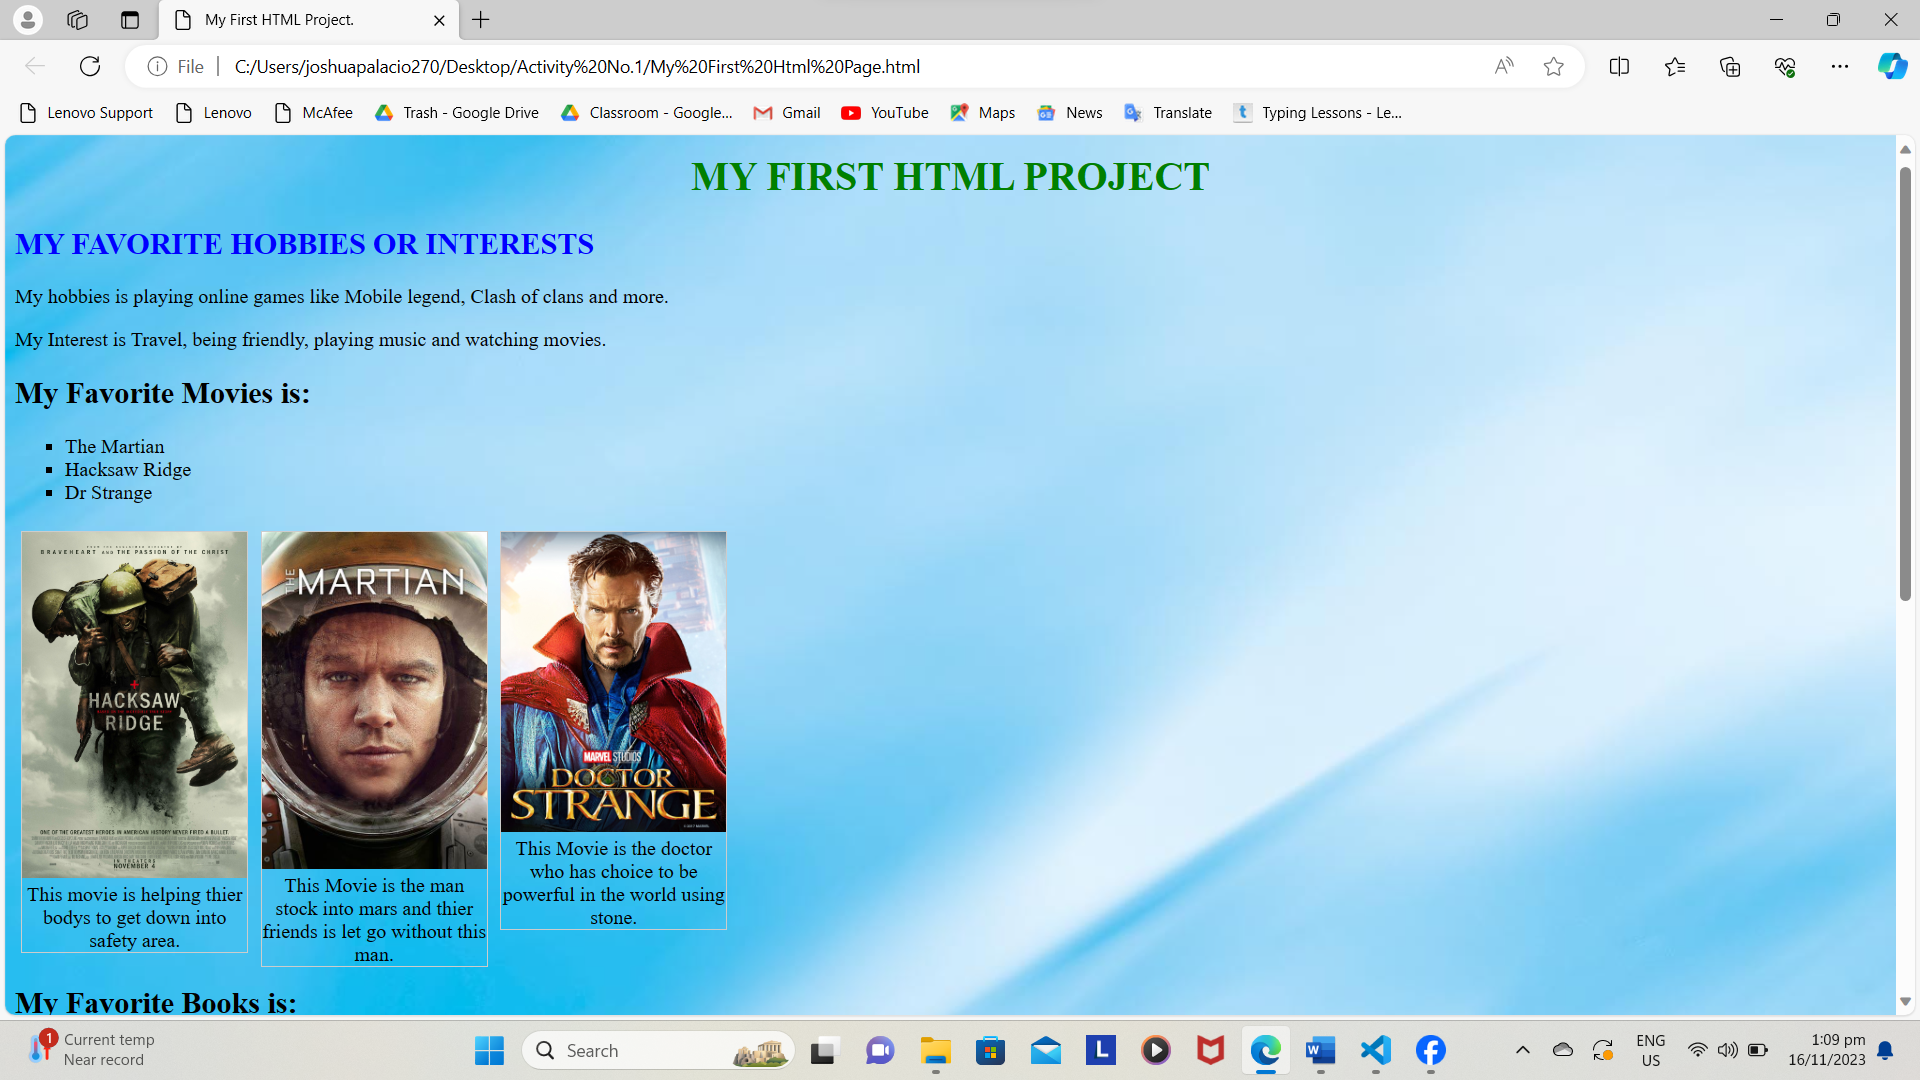 My First HTML Project.
File
C:/Users/joshuapalacio270/Desktop/Activity%20No.1/My%20First%20Html%20Page.html
Lenovo Support
Lenovo
McAfee
Trash - Google Drive
Classroom - Google...
Gmail
YouTube
Maps
News
Translate
Typing Lessons - Le...
MY FIRST HTML PROJECT
MY FAVORITE HOBBIES OR INTERESTS
My hobbies is playing online games like Mobile legend, Clash of clans and more.
My Interest is Travel, being friendly, playing music and watching movies.
My Favorite Movies is:
The Martian
Hacksaw Ridge
Dr Strange
BRAVEHEART AND THE PASSION OF THE CHRIST
HACKSAW
RIDGE
ONE OF THE GREATEST HEROES IN AMERICAN HISTORY NEVER FIRED A BULLET
IN THEATERS
NOVEMBER 4
This movie is helping thier
bodys to get down into
safety area.
THE MARTIAN
This Movie is the man
stock into mars and thier
friends is let go without this
man.
MARVEL STUDIOS
DOCTOR
STRANGE
This Movie is the doctor
who has choice to be
powerful in the world using
stone.
My Favorite Books is:
1
Current temp
Near record
Search
ENG
US
1:09 pm
16/11/2023